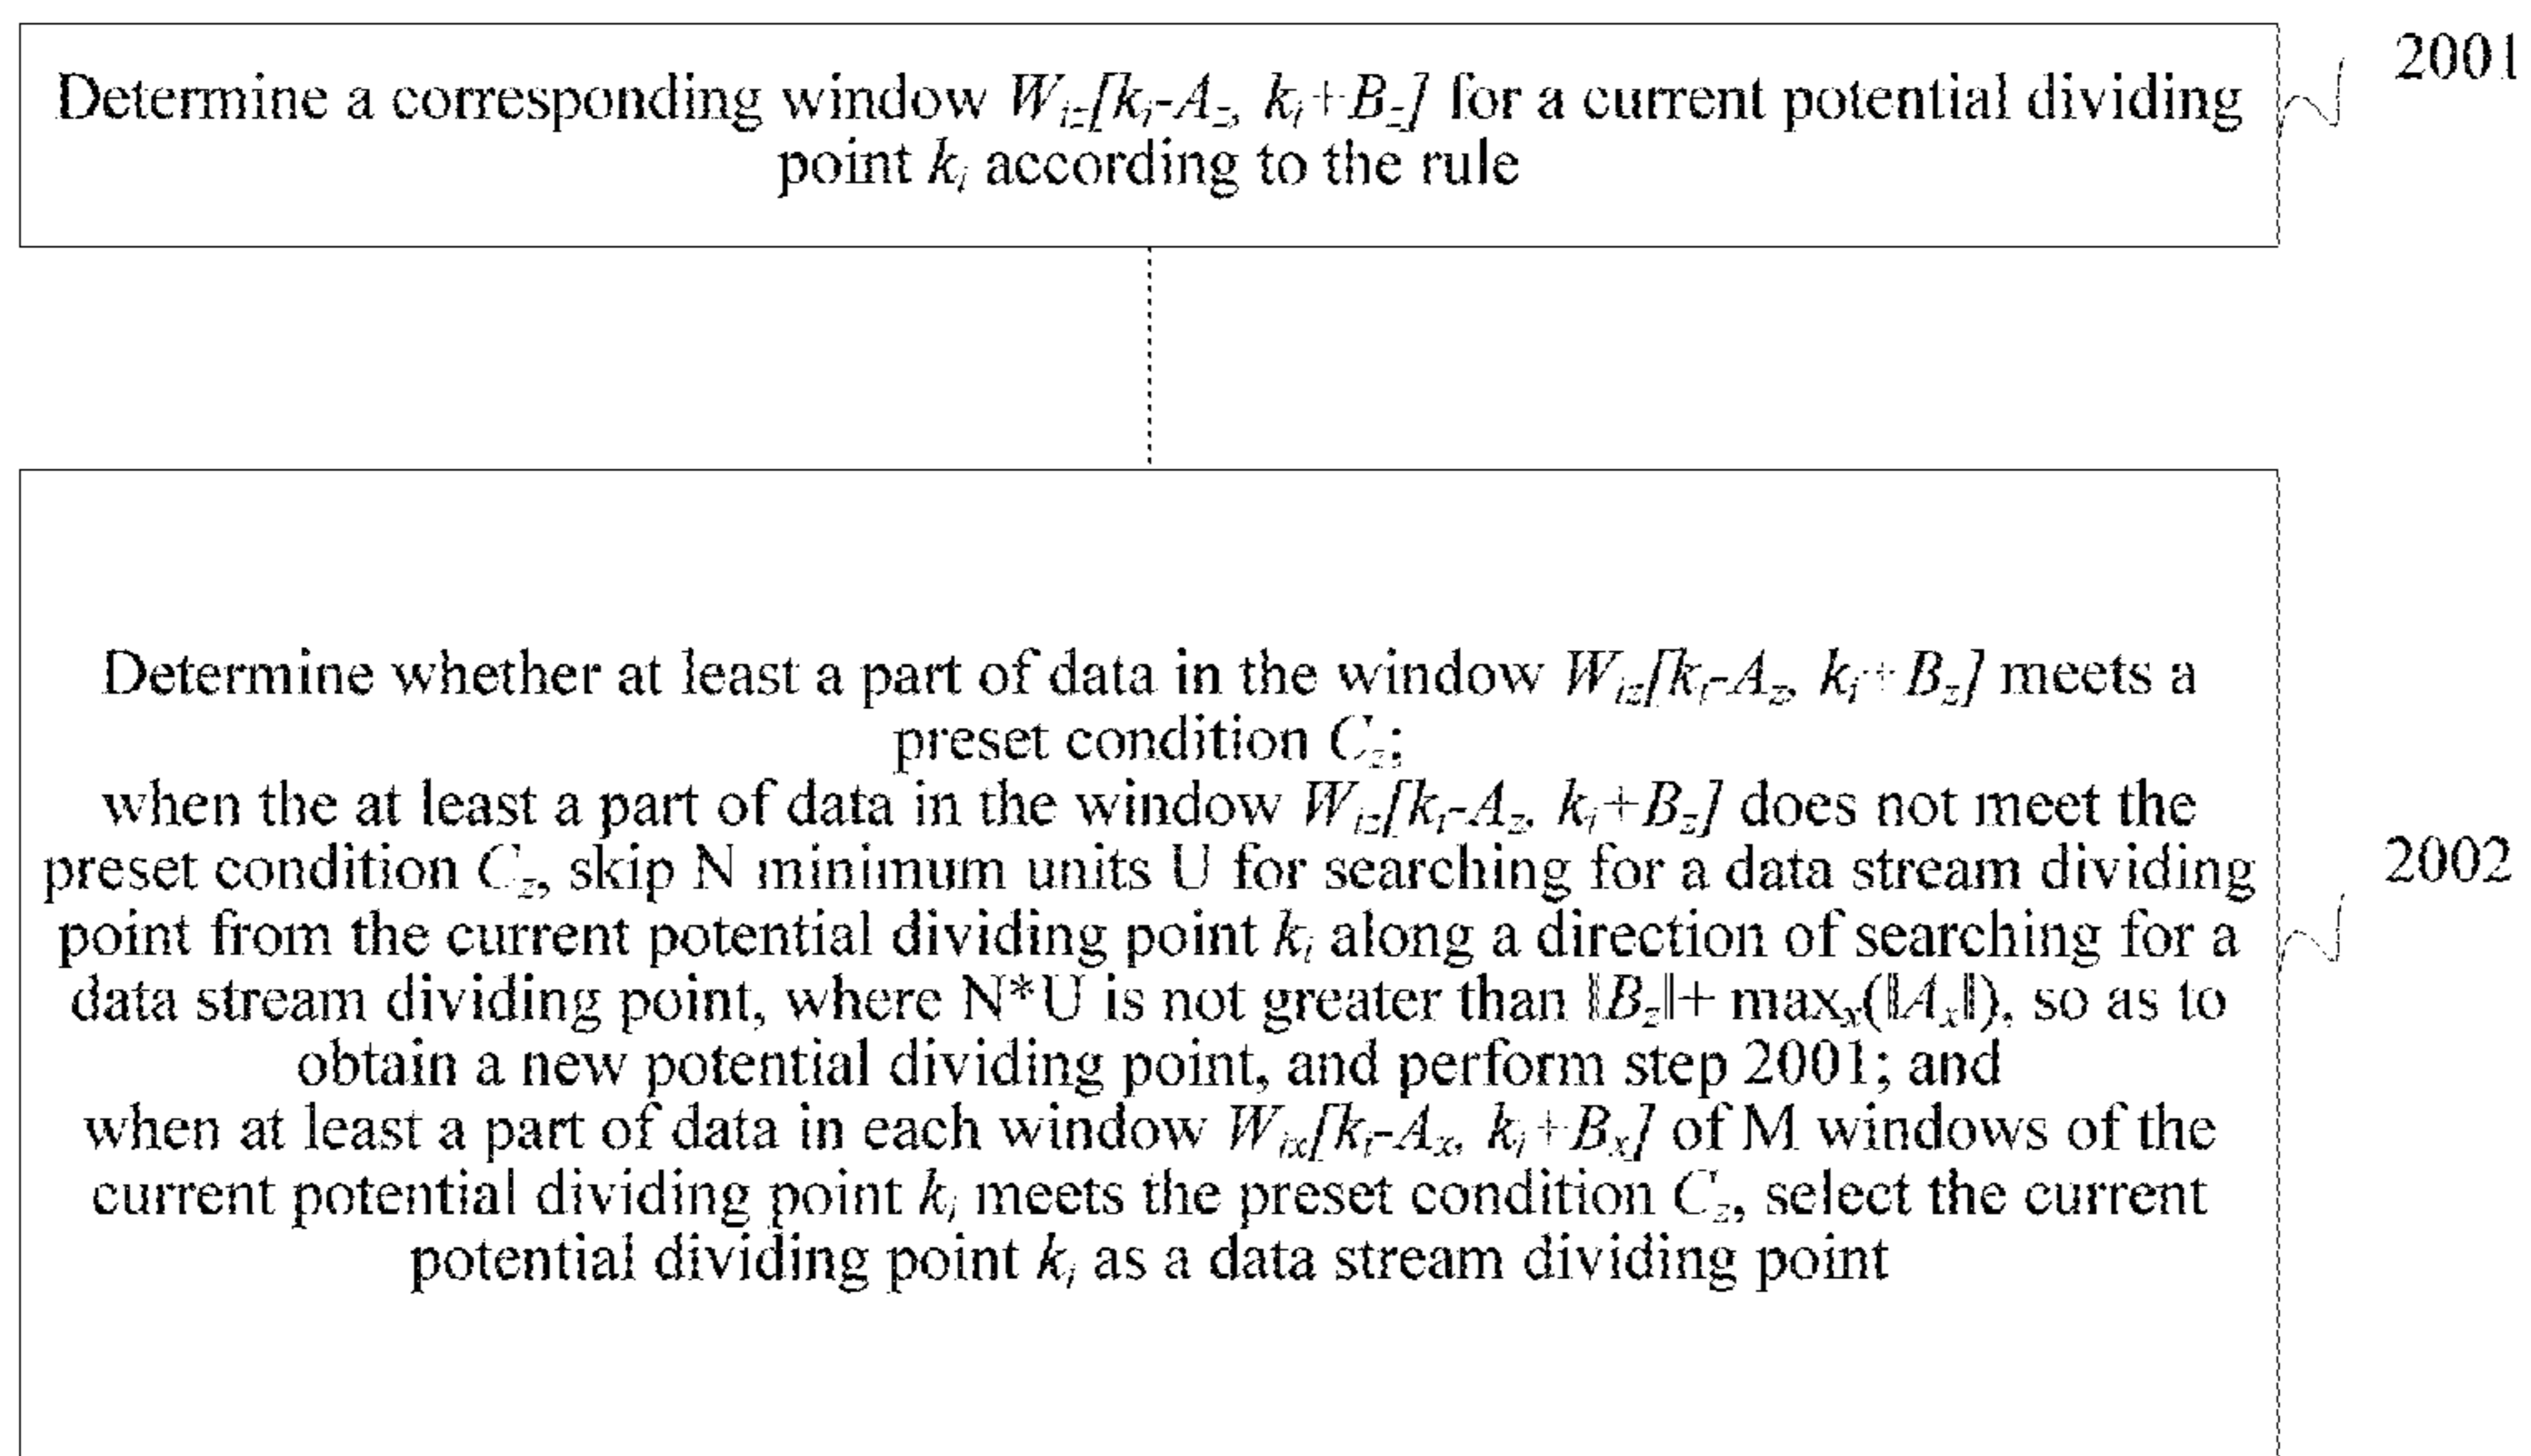 Determine a corresponding window W_iz[k_i-A_z, k_i+B_z] for a current potential dividing
point k_i according to the rule
2001
Determine whether at least a part of data in the window W_iz[k_i-A_z, k_i+B_z] meets a
preset condition C_z;
when the at least a part of data in the window W_iz[k_i-A_z, k_i+B_z] does not meet the
preset condition C_z, skip N minimum units U for searching for a data stream dividing
point from the current potential dividing point k_i along a direction of searching for a
data stream dividing point, where N*U is not greater than ‖B_z‖+ max_x(‖A_x‖), so as to
obtain a new potential dividing point, and perform step 2001; and
when at least a part of data in each window W_ix[k_i-A_x, k_i+B_x] of M windows of the
current potential dividing point k_i meets the preset condition C_z, select the current
potential dividing point k_i as a data stream dividing point
2002